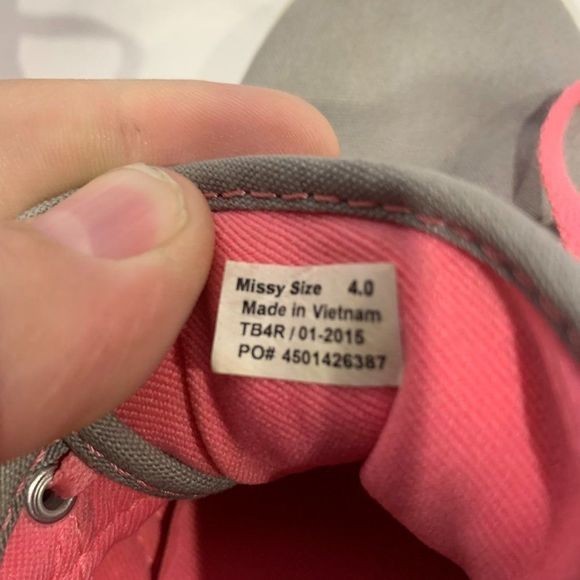 Missy Size 4.0
Made in Vietnam
TB4R / 01-2015
PO# 4501426387